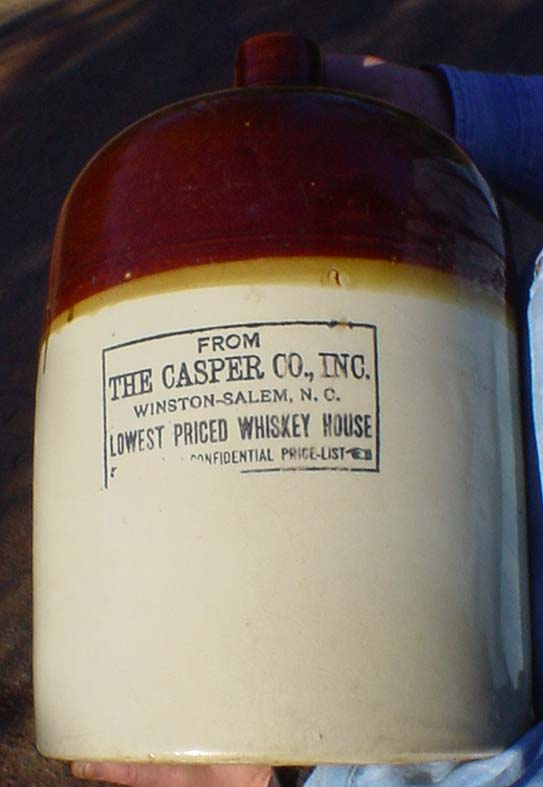 FROM
THE CASPER CO., INC.
WINSTON-SALEM, N. C.
LOWEST PRICED WHISKEY HOUSE
CONFIDENTIAL PRICE-LIST